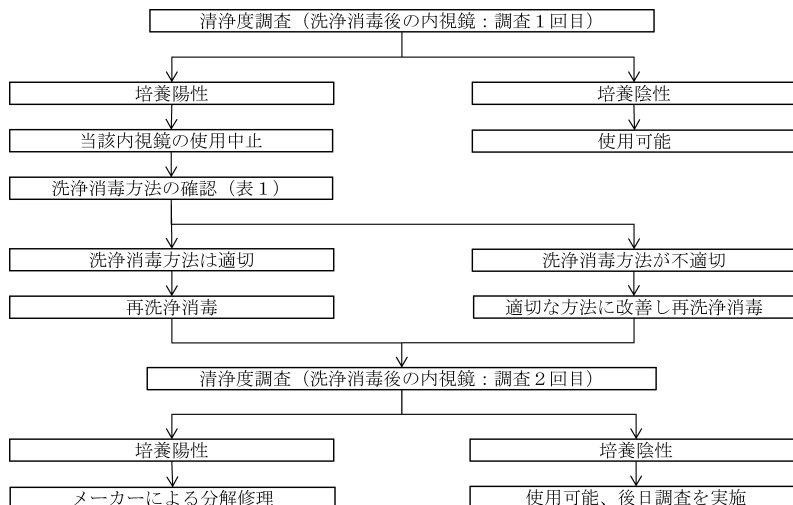 清浄度調査（洗浄消毒後の内視鏡：調査１回目）
培養陽性
培養陰性
当該内視鏡の使用中止
使用可能
洗浄消毒方法の確認（表１）
洗浄消毒方法は適切
洗浄消毒方法が不適切
再洗浄消毒
適切な方法に改善し再洗浄消毒
清浄度調査（洗浄消毒後の内視鏡：調査２回目）
培養陽性
培養陰性
メーカーによる分解修理
使用可能、後日調査を実施